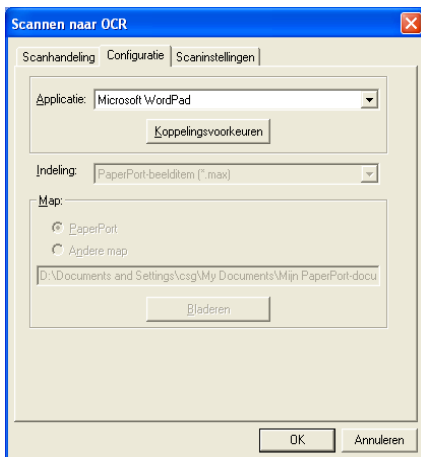 Scannen naar OCR
Scanhandeling Configuratie Scaninstellingen
Applicatie: Microsoft WordPad
Koppelingsvoorkeuren
Indeling: PaperPort-beelditem (*.max)
Map:
PaperPort
Andere map
D:\Documents and Settings\csg\My Documents\Mijn PaperPort-docu
Bladeren
OK Annuleren